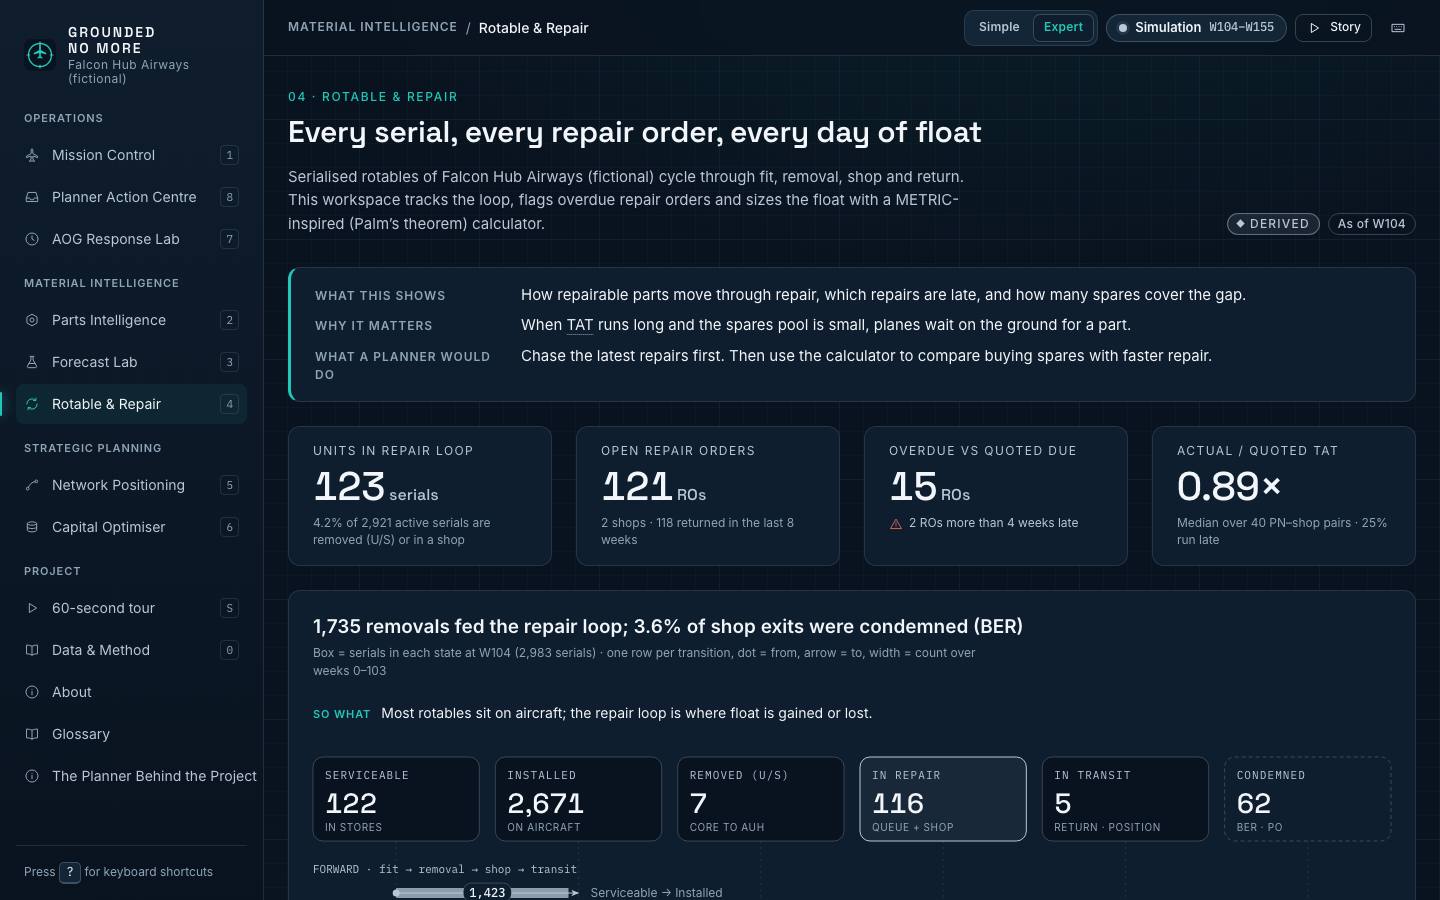 GROUNDED
NO MORE
Falcon Hub Airways
(fictional)
OPERATIONS
Mission Control 1
Planner Action Centre 8
AOG Response Lab 7
MATERIAL INTELLIGENCE
Parts Intelligence 2
Forecast Lab 3
Rotable & Repair 4
STRATEGIC PLANNING
Network Positioning 5
Capital Optimiser 6
PROJECT
60-second tour S
Data & Method 0
About
Glossary
The Planner Behind the Project
Press ? for keyboard shortcuts
MATERIAL INTELLIGENCE / Rotable & Repair
Simple Expert Simulation W104–W155 Story
04 · ROTABLE & REPAIR
Every serial, every repair order, every day of float
Serialised rotables of Falcon Hub Airways (fictional) cycle through fit, removal, shop and return.
This workspace tracks the loop, flags overdue repair orders and sizes the float with a METRIC-
inspired (Palm’s theorem) calculator.
DERIVED As of W104
WHAT THIS SHOWS How repairable parts move through repair, which repairs are late, and how many spares cover the gap.
WHY IT MATTERS When TAT runs long and the spares pool is small, planes wait on the ground for a part.
WHAT A PLANNER WOULD
DO
Chase the latest repairs first. Then use the calculator to compare buying spares with faster repair.
UNITS IN REPAIR LOOP
123 serials
4.2% of 2,921 active serials are
removed (U/S) or in a shop
OPEN REPAIR ORDERS
121 ROs
2 shops · 118 returned in the last 8
weeks
OVERDUE VS QUOTED DUE
15 ROs
2 ROs more than 4 weeks late
ACTUAL / QUOTED TAT
0.89×
Median over 40 PN–shop pairs · 25%
run late
1,735 removals fed the repair loop; 3.6% of shop exits were condemned (BER)
Box = serials in each state at W104 (2,983 serials) · one row per transition, dot = from, arrow = to, width = count over
weeks 0–103
SO WHAT Most rotables sit on aircraft; the repair loop is where float is gained or lost.
SERVICEABLE
122
IN STORES
INSTALLED
2,671
ON AIRCRAFT
REMOVED (U/S)
7
CORE TO AUH
IN REPAIR
116
QUEUE + SHOP
IN TRANSIT
5
RETURN · POSITION
CONDEMNED
62
BER · PO
FORWARD · fit → removal → shop → transit
1,423 Serviceable → Installed